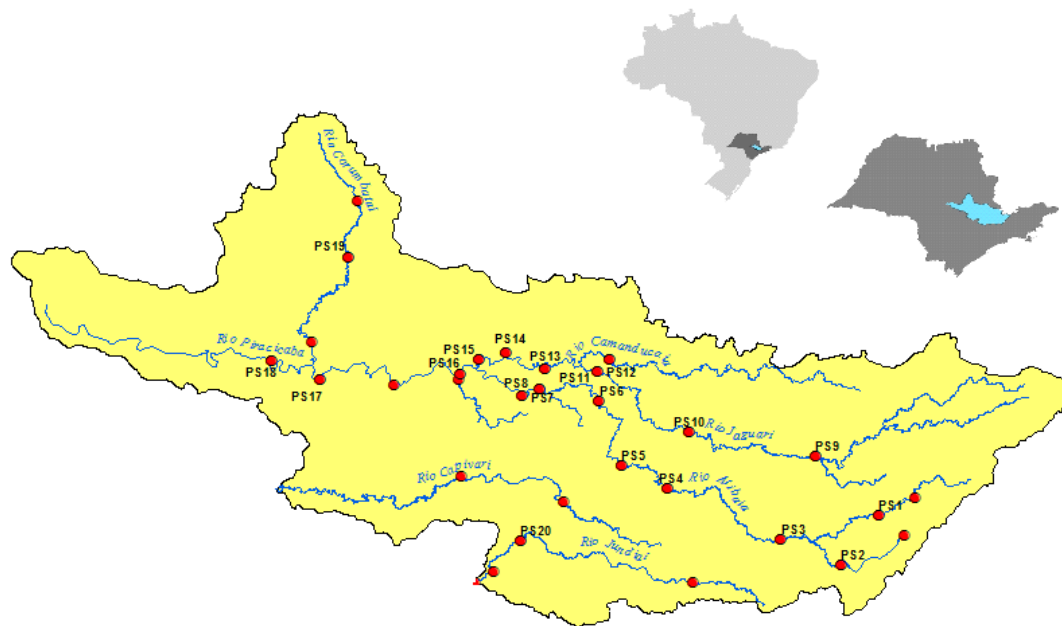 Rio Corumbataí
PS19
Rio Piracicaba
PS18
PS17
PS16
PS15
PS14
PS13
Rio Camanducaia
PS12
PS11
PS8
PS7
PS6
PS10
Rio Jaguari
PS9
PS5
PS4
Rio Atibaia
PS1
PS3
PS2
Rio Capivari
PS20
Rio Jundiaí